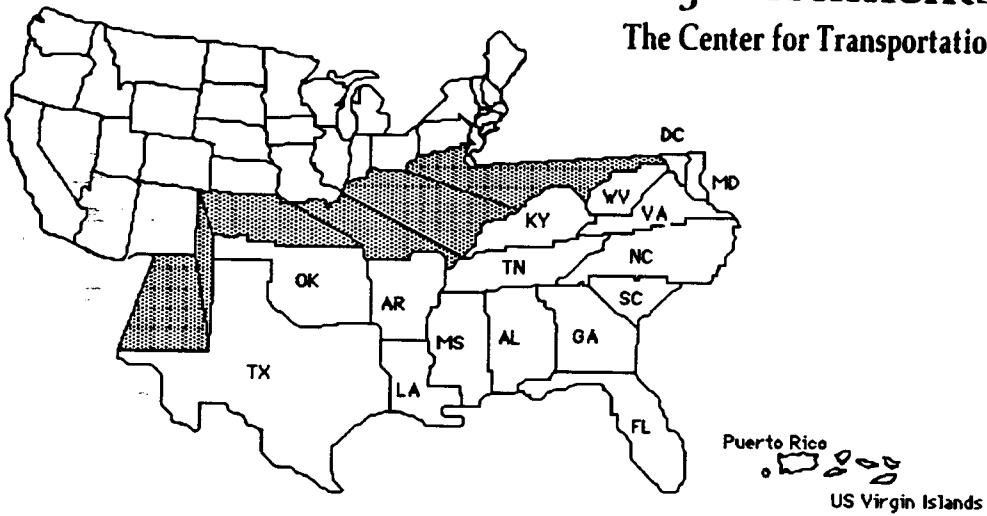 The Center for Transportatio
DC
MD
WV
VA
KY
NC
TN
OK
AR
SC
MS
AL
GA
TX
LA
FL
Puerto Rico
US Virgin Islands